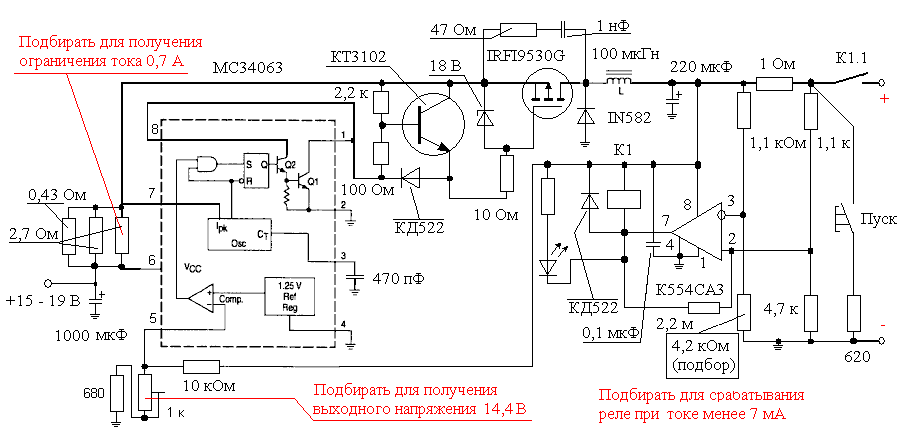 47 Ом
1 нФ
Подбирать для получения
ограничения тока 0,7 А
МС34063
КТ3102
IRFI9530G
18 В
100 мкГн
L
220 мкФ
1 Ом
К1.1
+
+
2,2 к
8
1
S
Q
Q2
R
Q1
100 Ом
2
IN582
1,1 кОм
1,1 к
К1
0,43 Ом
7
2,7 Ом
Ipk
CT
Osc
3
КД522
10 Ом
8
3
7
2
4
1
Пуск
6
VCC
470 пФ
+15 - 19 В
+
1000 мкФ
1.25 V
Ref
Reg
Comp.
+
-
5
4
КД522
К554СА3
0,1 мкФ
2,2 м
4,7 к
-
4,2 кОм
(подбор)
620
680
1 к
10 кОм
Подбирать для получения
выходного напряжения 14,4 В
Подбирать для срабатывания
реле при токе менее 7 мА